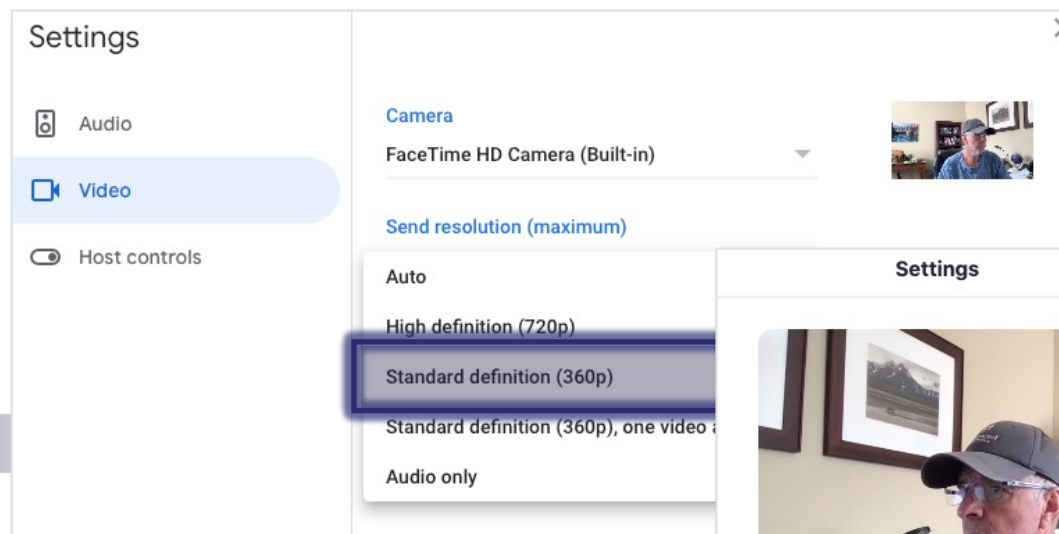 Settings
Audio
Video
Host controls
Camera
FaceTime HD Camera (Built-in)
Send resolution (maximum)
Auto
High definition (720p)
Standard definition (360p)
Standard definition (360p), one video
Audio only
Settings